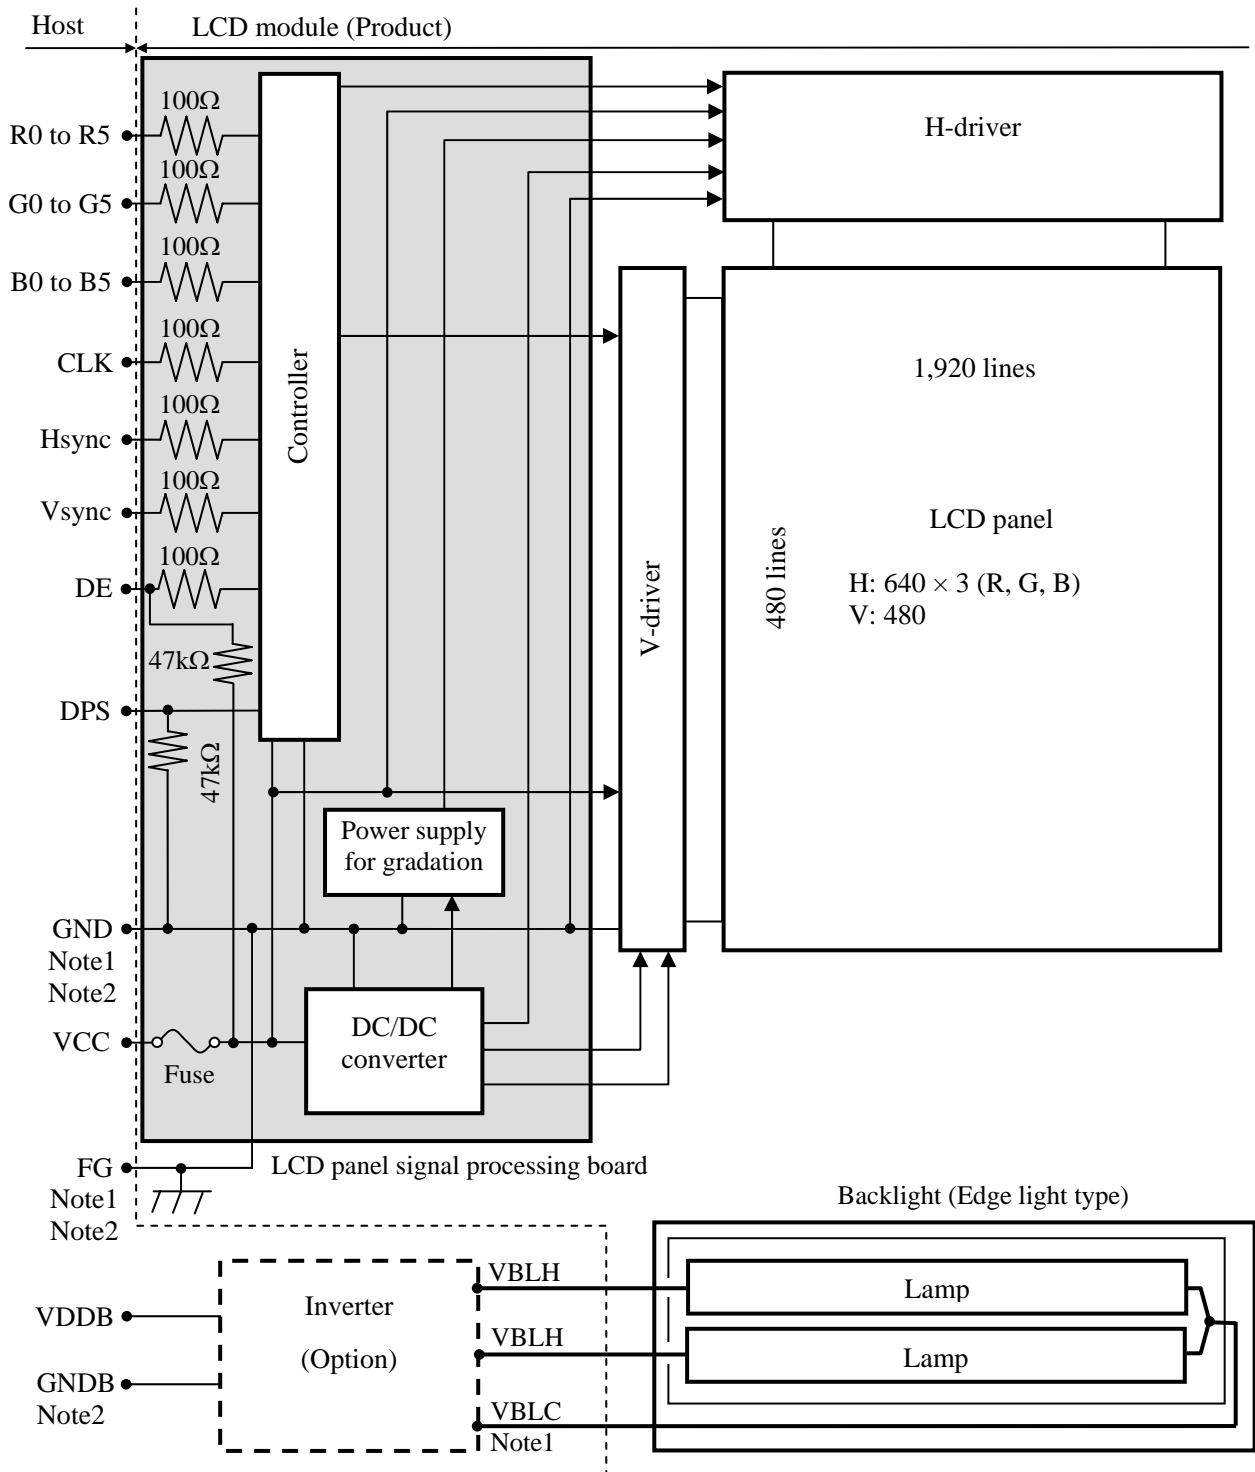 Host
LCD module (Product)
100Ω
R0 to R5
100Ω
G0 to G5
100Ω
B0 to B5
100Ω
CLK
100Ω
Hsync
100Ω
Vsync
100Ω
DE
47kΩ
DPS
47kΩ
Controller
H-driver
V-driver
1,920 lines
480 lines
LCD panel
H: 640 × 3 (R, G, B)
V: 480
Power supply
for gradation
GND
Note1
Note2
VCC
Fuse
DC/DC
converter
FG
Note1
Note2
LCD panel signal processing board
Backlight (Edge light type)
VDDB
GNDB
Note2
Inverter
(Option)
VBLH
Lamp
VBLH
Lamp
VBLC
Note1